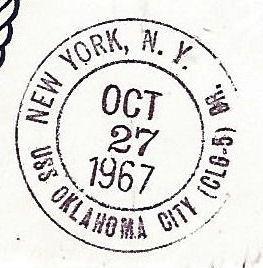 NEW YORK, N. Y.
OCT
27
1967
USS OKLAHOMA CITY (CLG-5) BR.